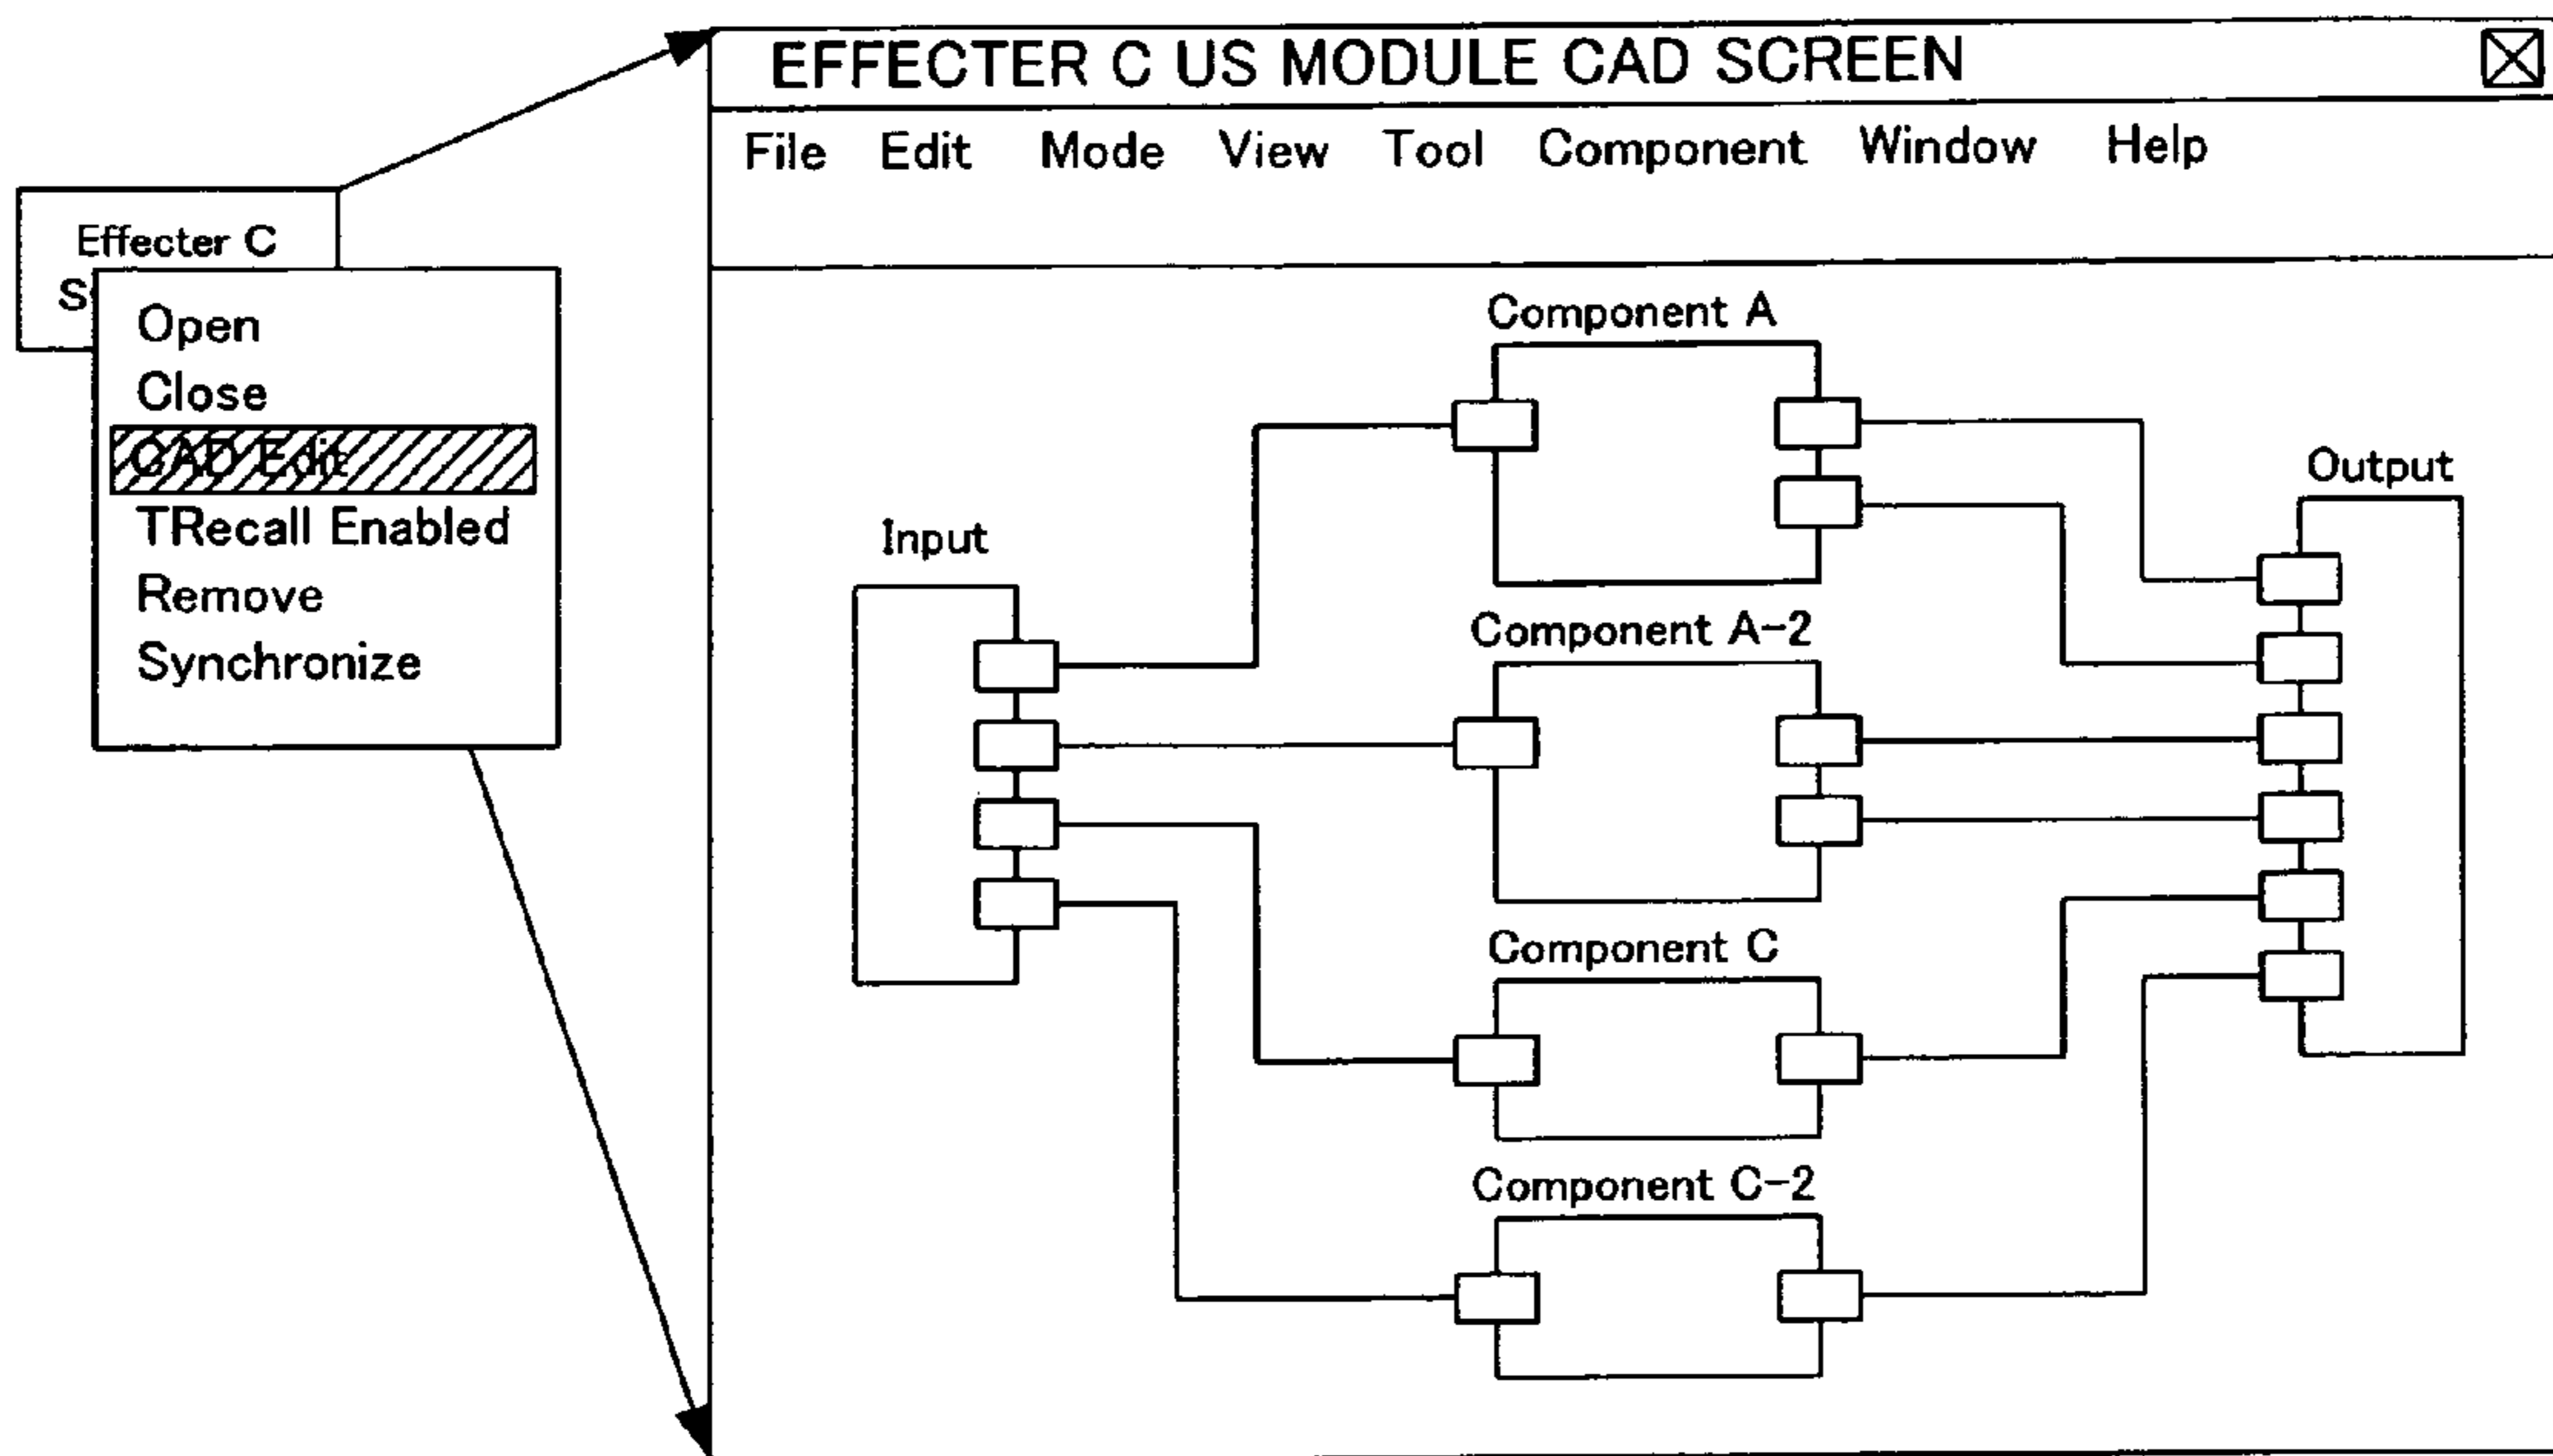 EFFECTER C US MODULE CAD SCREEN
File Edit Mode View Tool Component Window Help
Effecter C
S
Open
Close
CAD Edit
TRecall Enabled
Remove
Synchronize
Input
Component A
Component A-2
Component C
Component C-2
Output